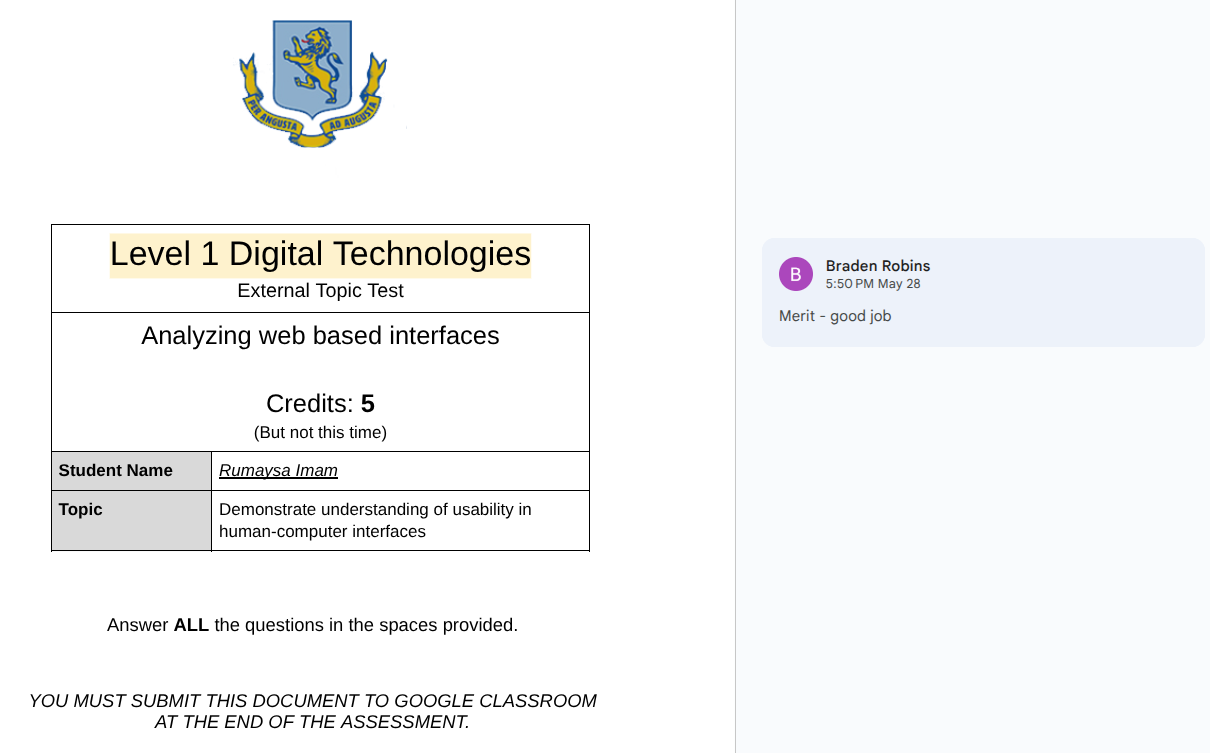 PER ANGUSTA AD AUGUSTA
Level 1 Digital Technologies
External Topic Test
Analyzing web based interfaces
Credits: 5
(But not this time)
Student Name Rumaysa Imam
Topic Demonstrate understanding of usability in
human-computer interfaces
Answer ALL the questions in the spaces provided.
YOU MUST SUBMIT THIS DOCUMENT TO GOOGLE CLASSROOM
AT THE END OF THE ASSESSMENT.
B
Braden Robins
5:50 PM May 28
Merit - good job